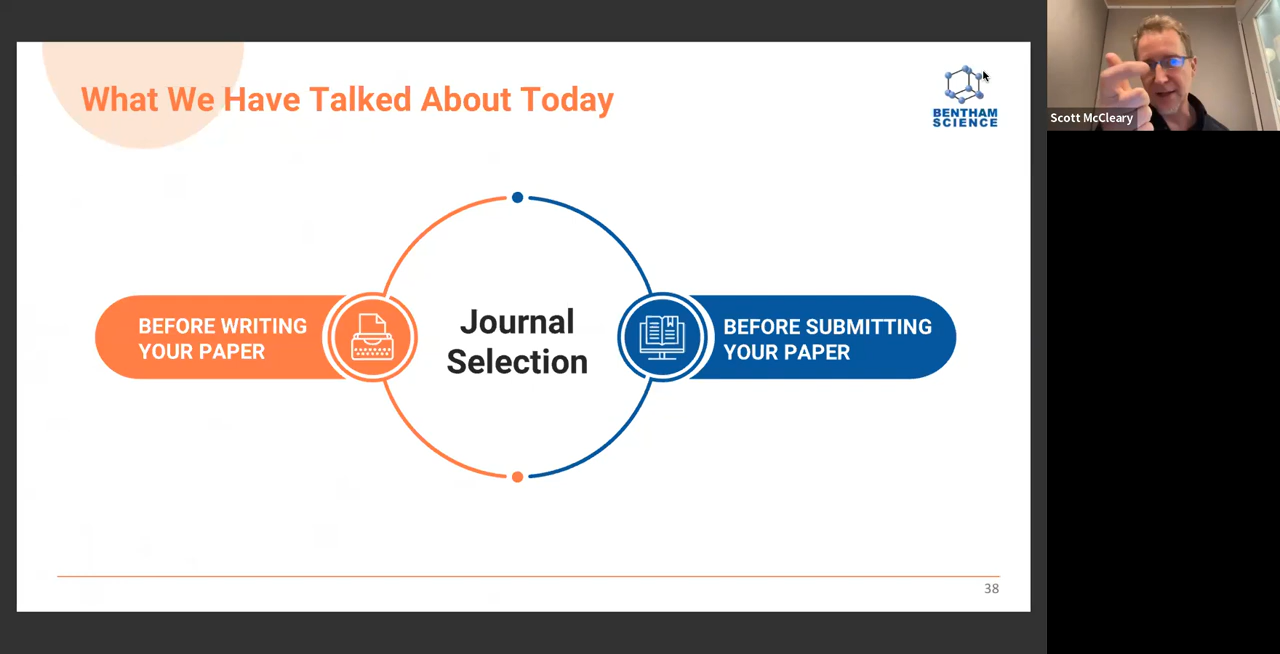 What We Have Talked About Today
BENTHAM
SCIENCE
Scott McCleary
BEFORE WRITING
YOUR PAPER
Journal
Selection
BEFORE SUBMITTING
YOUR PAPER
38